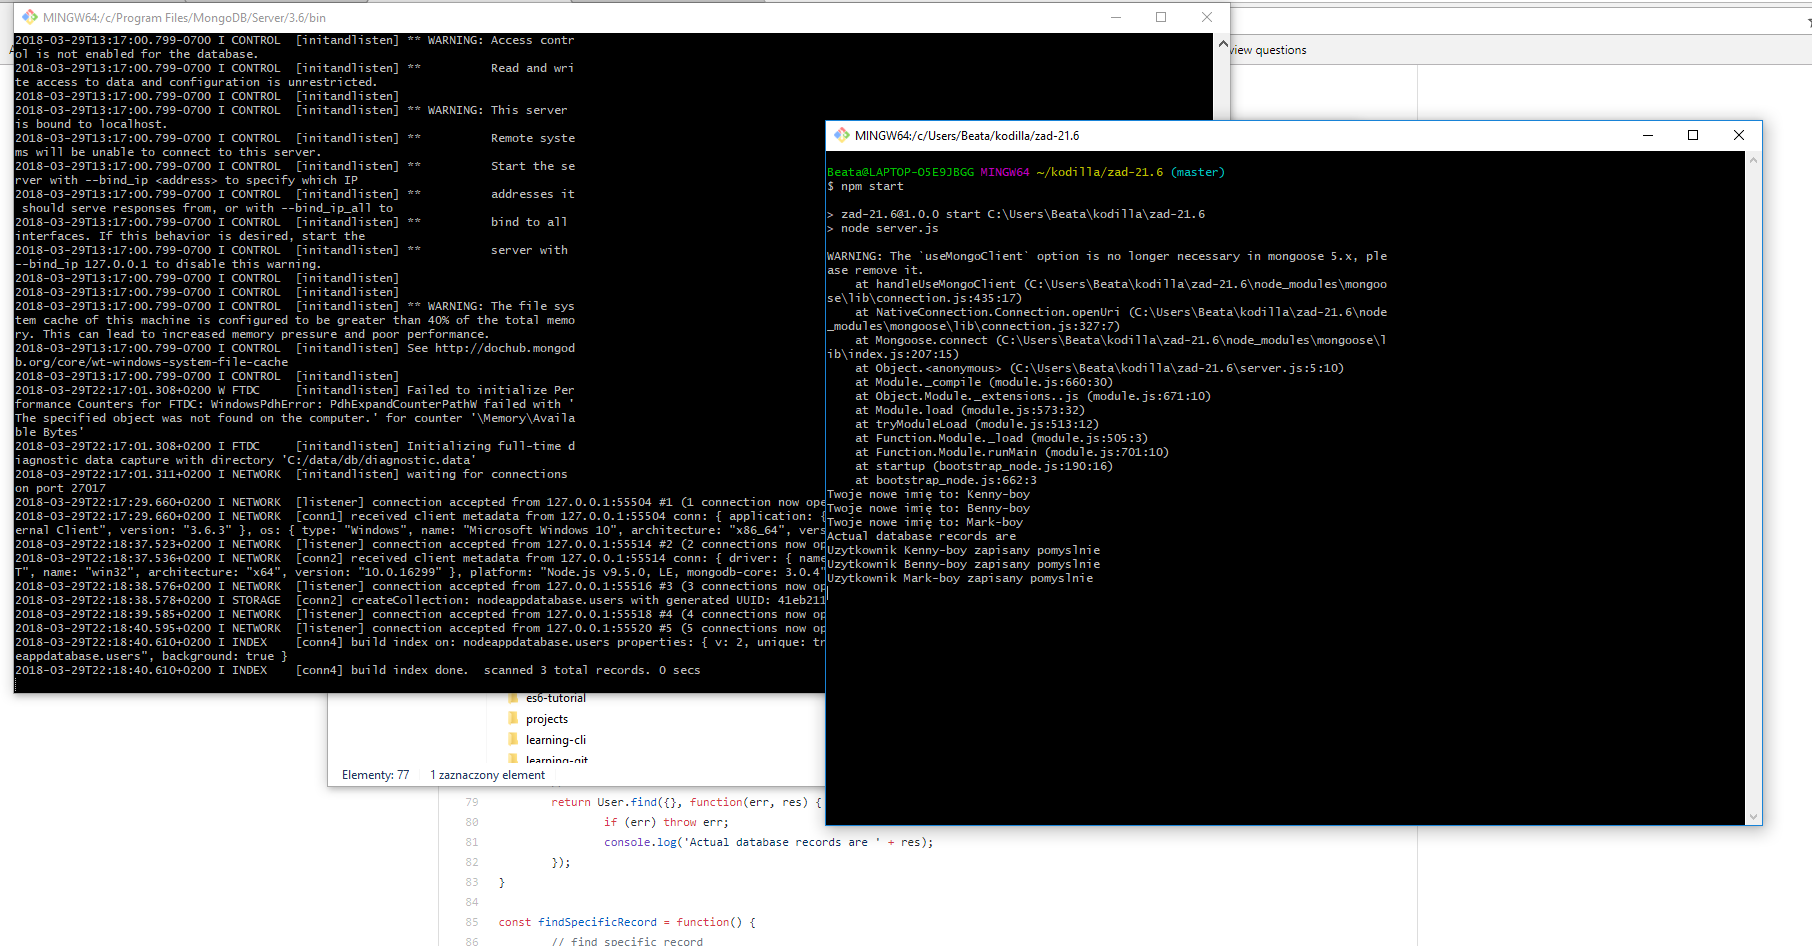 MINGW64:/c/Program Files/MongoDB/Server/3.6/bin
2018-03-29T13:17:00.799-0700 I CONTROL  [initandlisten] ** WARNING: Access contr
ol is not enabled for the database.
2018-03-29T13:17:00.799-0700 I CONTROL  [initandlisten] **          Read and wri
te access to data and configuration is unrestricted.
2018-03-29T13:17:00.799-0700 I CONTROL  [initandlisten]
2018-03-29T13:17:00.799-0700 I CONTROL  [initandlisten] ** WARNING: This server
is bound to localhost.
2018-03-29T13:17:00.799-0700 I CONTROL  [initandlisten] **          Remote syste
ms will be unable to connect to this server.
2018-03-29T13:17:00.799-0700 I CONTROL  [initandlisten] **          Start the se
rver with --bind_ip <address> to specify which IP
2018-03-29T13:17:00.799-0700 I CONTROL  [initandlisten] **          addresses it
 should serve responses from, or with --bind_ip_all to
2018-03-29T13:17:00.799-0700 I CONTROL  [initandlisten] **          bind to all
interfaces. If this behavior is desired, start the
2018-03-29T13:17:00.799-0700 I CONTROL  [initandlisten] **          server with
--bind_ip 127.0.0.1 to disable this warning.
2018-03-29T13:17:00.799-0700 I CONTROL  [initandlisten]
2018-03-29T13:17:00.799-0700 I CONTROL  [initandlisten]
2018-03-29T13:17:00.799-0700 I CONTROL  [initandlisten] ** WARNING: The file sys
tem cache of this machine is configured to be greater than 40% of the total memo
ry. This can lead to increased memory pressure and poor performance.
2018-03-29T13:17:00.799-0700 I CONTROL  [initandlisten] See http://dochub.mongod
b.org/core/wt-windows-system-file-cache
2018-03-29T13:17:00.799-0700 I CONTROL  [initandlisten]
2018-03-29T22:17:01.308+0200 W FTDC     [initandlisten] Failed to initialize Per
formance Counters for FTDC: WindowsPdhError: PdhExpandCounterPathW failed with '
The specified object was not found on the computer.' for counter '\Memory\Availa
ble Bytes'
2018-03-29T22:17:01.308+0200 I FTDC     [initandlisten] Initializing full-time d
iagnostic data capture with directory 'C:/data/db/diagnostic.data'
2018-03-29T22:17:01.311+0200 I NETWORK  [initandlisten] waiting for connections
on port 27017
2018-03-29T22:17:29.660+0200 I NETWORK  [listener] connection accepted from 127.0.0.1:55504 #1 (1 connection now ope
2018-03-29T22:17:29.660+0200 I NETWORK  [conn1] received client metadata from 127.0.0.1:55504 conn: { application: {
ernal Client", version: "3.6.3" }, os: { type: "Windows", name: "Microsoft Windows 10", architecture: "x86_64", vers
2018-03-29T22:18:37.523+0200 I NETWORK  [listener] connection accepted from 127.0.0.1:55514 #2 (2 connections now op
2018-03-29T22:18:37.536+0200 I NETWORK  [conn2] received client metadata from 127.0.0.1:55514 conn: { driver: { name
T", name: "win32", architecture: "x64", version: "10.0.16299" }, platform: "Node.js v9.5.0, LE, mongodb-core: 3.0.4"
2018-03-29T22:18:38.576+0200 I NETWORK  [listener] connection accepted from 127.0.0.1:55516 #3 (3 connections now op
2018-03-29T22:18:38.578+0200 I STORAGE  [conn2] createCollection: nodeappdatabase.users with generated UUID: 41eb211
2018-03-29T22:18:39.585+0200 I NETWORK  [listener] connection accepted from 127.0.0.1:55518 #4 (4 connections now op
2018-03-29T22:18:40.595+0200 I NETWORK  [listener] connection accepted from 127.0.0.1:55520 #5 (5 connections now op
2018-03-29T22:18:40.610+0200 I INDEX    [conn4] build index on: nodeappdatabase.users properties: { v: 2, unique: tr
eappdatabase.users", background: true }
2018-03-29T22:18:40.610+0200 I INDEX    [conn4] build index done.  scanned 3 total records. 0 secs
view questions
MINGW64:/c/Users/Beata/kodilla/zad-21.6
Beata@LAPTOP-O5E9JBGG MINGW64 ~/kodilla/zad-21.6 (master)
$ npm start
> zad-21.6@1.0.0 start C:\Users\Beata\kodilla\zad-21.6
> node server.js
WARNING: The `useMongoClient` option is no longer necessary in mongoose 5.x, ple
ase remove it.
    at handleUseMongoClient (C:\Users\Beata\kodilla\zad-21.6\node_modules\mongoo
se\lib\connection.js:435:17)
    at NativeConnection.Connection.openUri (C:\Users\Beata\kodilla\zad-21.6\node
_modules\mongoose\lib\connection.js:327:7)
    at Mongoose.connect (C:\Users\Beata\kodilla\zad-21.6\node_modules\mongoose\l
ib\index.js:207:15)
    at Object.<anonymous> (C:\Users\Beata\kodilla\zad-21.6\server.js:5:10)
    at Module._compile (module.js:660:30)
    at Object.Module._extensions..js (module.js:671:10)
    at Module.load (module.js:573:32)
    at tryModuleLoad (module.js:513:12)
    at Function.Module._load (module.js:505:3)
    at Function.Module.runMain (module.js:701:10)
    at startup (bootstrap_node.js:190:16)
    at bootstrap_node.js:662:3
Twoje nowe imię to: Kenny-boy
Twoje nowe imię to: Benny-boy
Twoje nowe imię to: Mark-boy
Actual database records are
Uzytkownik Kenny-boy zapisany pomyslnie
Uzytkownik Benny-boy zapisany pomyslnie
Uzytkownik Mark-boy zapisany pomyslnie
es6-tutorial
projects
learning-cli
learning-git
Elementy: 77    1 zaznaczony element
79 return User.find({}, function(err, res) {
80 if (err) throw err;
81 console.log('Actual database records are ' + res);
82 });
83 }
84
85 const findSpecificRecord = function() {
86 // find specific record